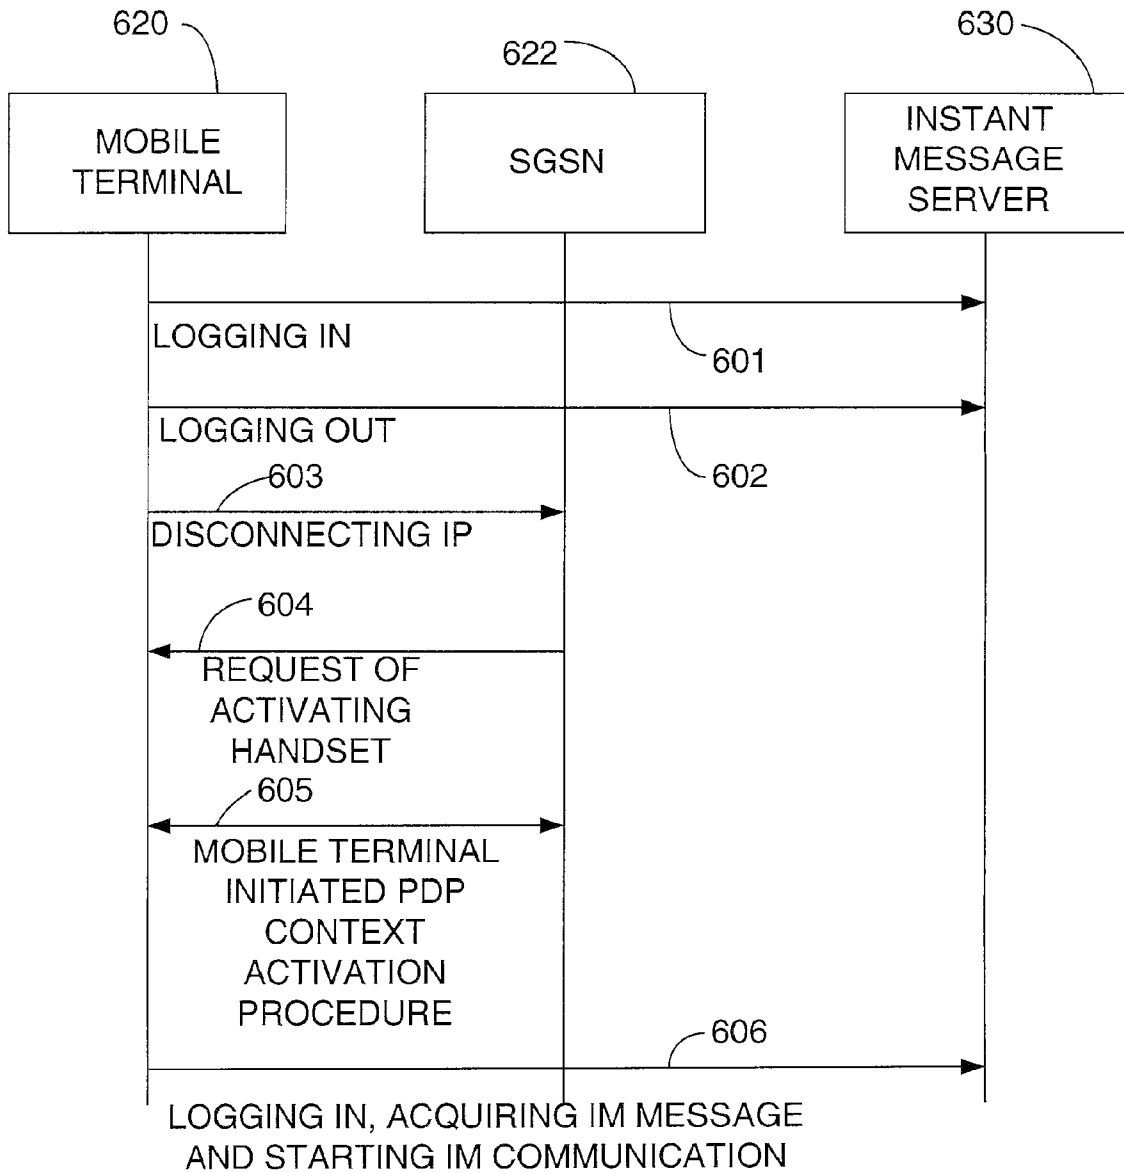 620
622
630
MOBILE
TERMINAL
SGSN
INSTANT
MESSAGE
SERVER
LOGGING IN
601
LOGGING OUT
602
603
DISCONNECTING IP
604
REQUEST OF
ACTIVATING
HANDSET
605
MOBILE TERMINAL
INITIATED PDP
CONTEXT
ACTIVATION
PROCEDURE
606
LOGGING IN, ACQUIRING IM MESSAGE
AND STARTING IM COMMUNICATION